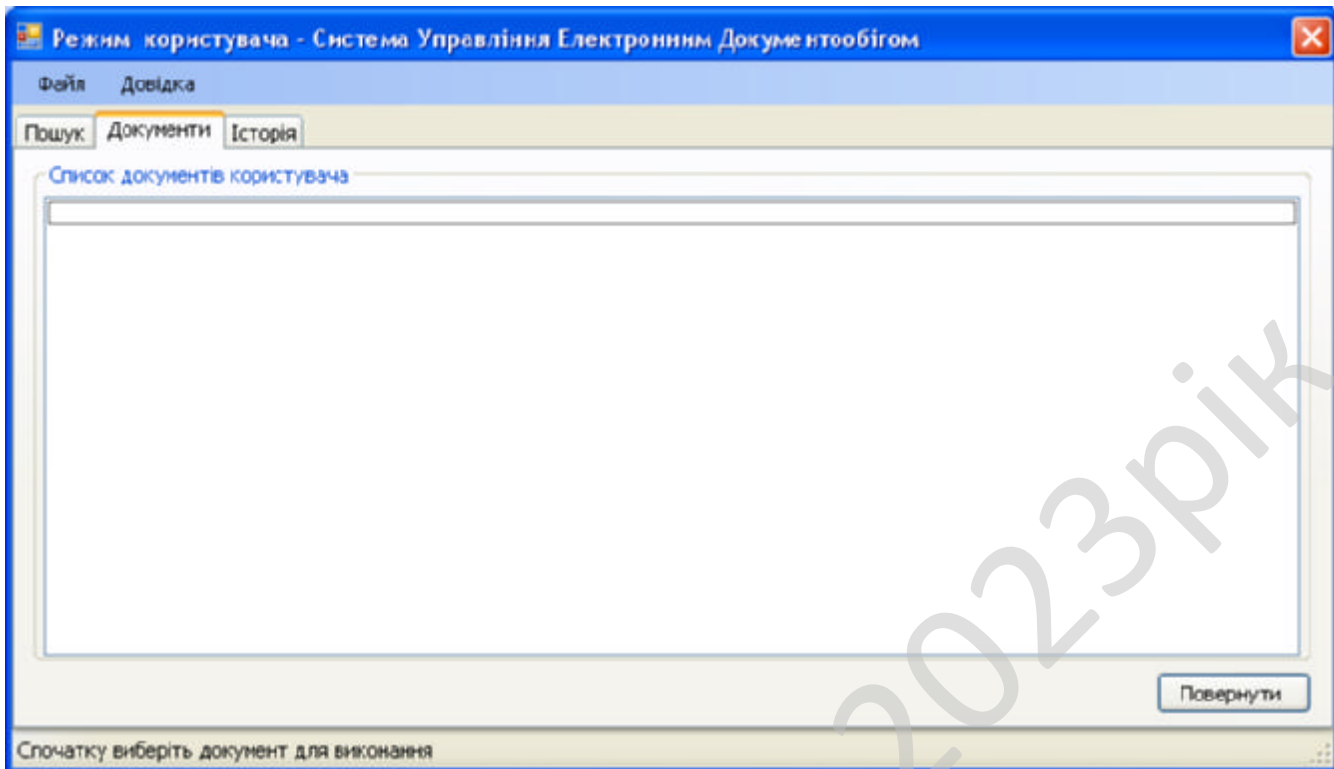 Режим користувача - Система Управління Електронним Документообігом
Файл Довідка
Пошук Документи Історія
Список документів користувача
Повернути
Спочатку виберіть документ для виконання
2023рік